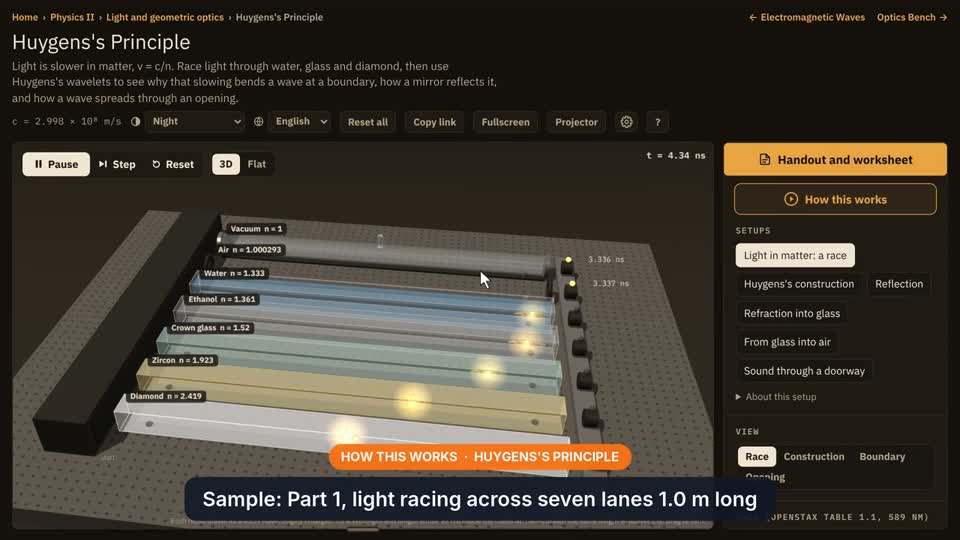 Home › Physics II › Light and geometric optics › Huygens's Principle
← Electromagnetic Waves Optics Bench →
Huygens's Principle
Light is slower in matter, v = c/n. Race light through water, glass and diamond, then use
Huygens's wavelets to see why that slowing bends a wave at a boundary, how a mirror reflects it,
and how a wave spreads through an opening.
c = 2.998 × 10⁸ m/s Night English Reset all Copy link Fullscreen Projector ?
Pause Step Reset 3D Flat
t = 4.34 ns
Vacuum n = 1
Air n = 1.000293
Water n = 1.333
Ethanol n = 1.361
Crown glass n = 1.52
Zircon n = 1.923
Diamond n = 2.419
3.336 ns
3.337 ns
start
HOW THIS WORKS · HUYGENS'S PRINCIPLE
Sample: Part 1, light racing across seven lanes 1.0 m long
Handout and worksheet
How this works
SETUPS
Light in matter: a race
Huygens's construction Reflection
Refraction into glass
From glass into air
Sound through a doorway
About this setup
VIEW
Race Construction Boundary
Opening
(OPENSTAX TABLE 1.1, 589 NM)